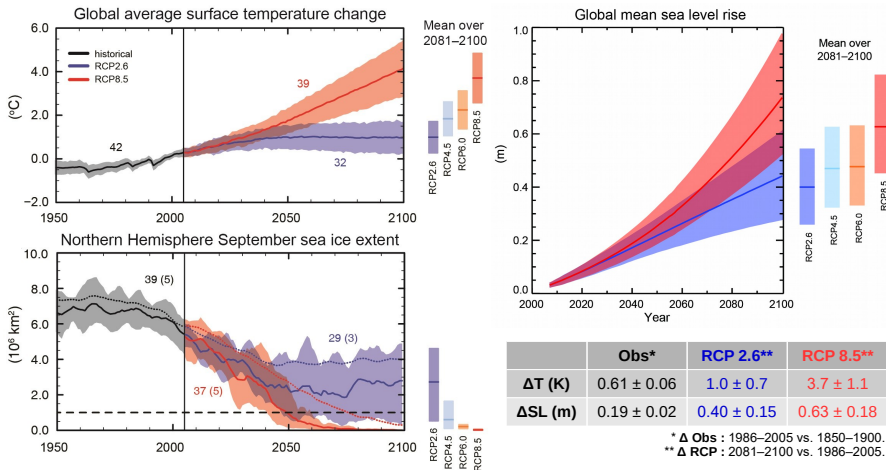 Global average surface temperature change
6.0
4.0
2.0
0.0
−2.0
(°C)
historical
RCP2.6
RCP8.5
42
39
32
1950
2000
2050
2100
Mean over
2081–2100
RCP2.6
RCP4.5
RCP6.0
RCP8.5
Northern Hemisphere September sea ice extent
10.0
8.0
6.0
4.0
2.0
0.0
(10⁶ km²)
39 (5)
29 (3)
37 (5)
1950
2000
2050
2100
RCP2.6
RCP4.5
RCP6.0
RCP8.5
Global mean sea level rise
1.0
0.8
0.6
0.4
0.2
0.0
(m)
2000
2020
2040
2060
2080
2100
Year
Mean over
2081–2100
RCP2.6
RCP4.5
RCP6.0
RCP8.5
Obs* RCP 2.6** RCP 8.5**
ΔT (K) 0.61 ± 0.06 1.0 ± 0.7 3.7 ± 1.1
ΔSL (m) 0.19 ± 0.02 0.40 ± 0.15 0.63 ± 0.18
* Δ Obs : 1986–2005 vs. 1850–1900.
** Δ RCP : 2081–2100 vs. 1986–2005.